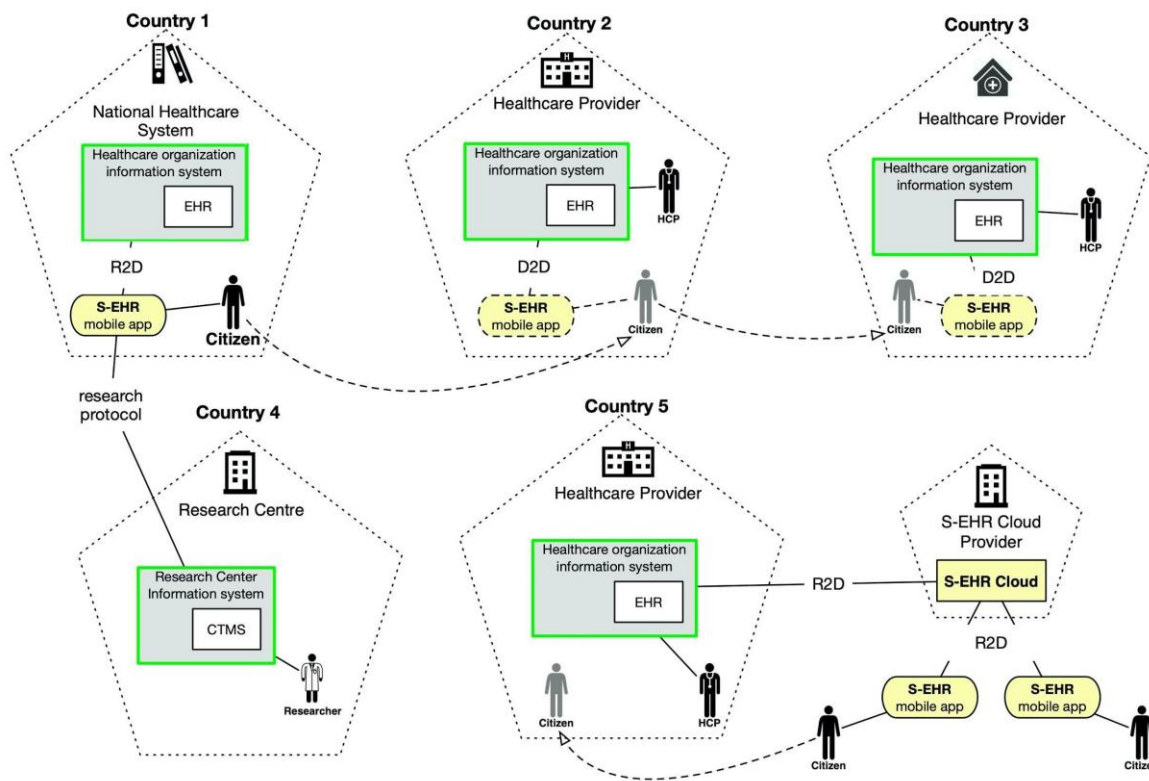 Country 1
National Healthcare
System
Healthcare organization
information system
EHR
R2D
S-EHR
mobile app
Citizen
research
protocol
Country 2
H
Healthcare Provider
Healthcare organization
information system
EHR
HCP
D2D
S-EHR
mobile app
Citizen
Country 3
Healthcare Provider
Healthcare organization
information system
EHR
HCP
D2D
Citizen
S-EHR
mobile app
Country 4
Research Centre
Research Center
Information system
CTMS
Researcher
Country 5
H
Healthcare Provider
Healthcare organization
information system
EHR
Citizen
HCP
R2D
S-EHR Cloud
Provider
S-EHR Cloud
R2D
S-EHR
mobile app
S-EHR
mobile app
Citizen
Citizen